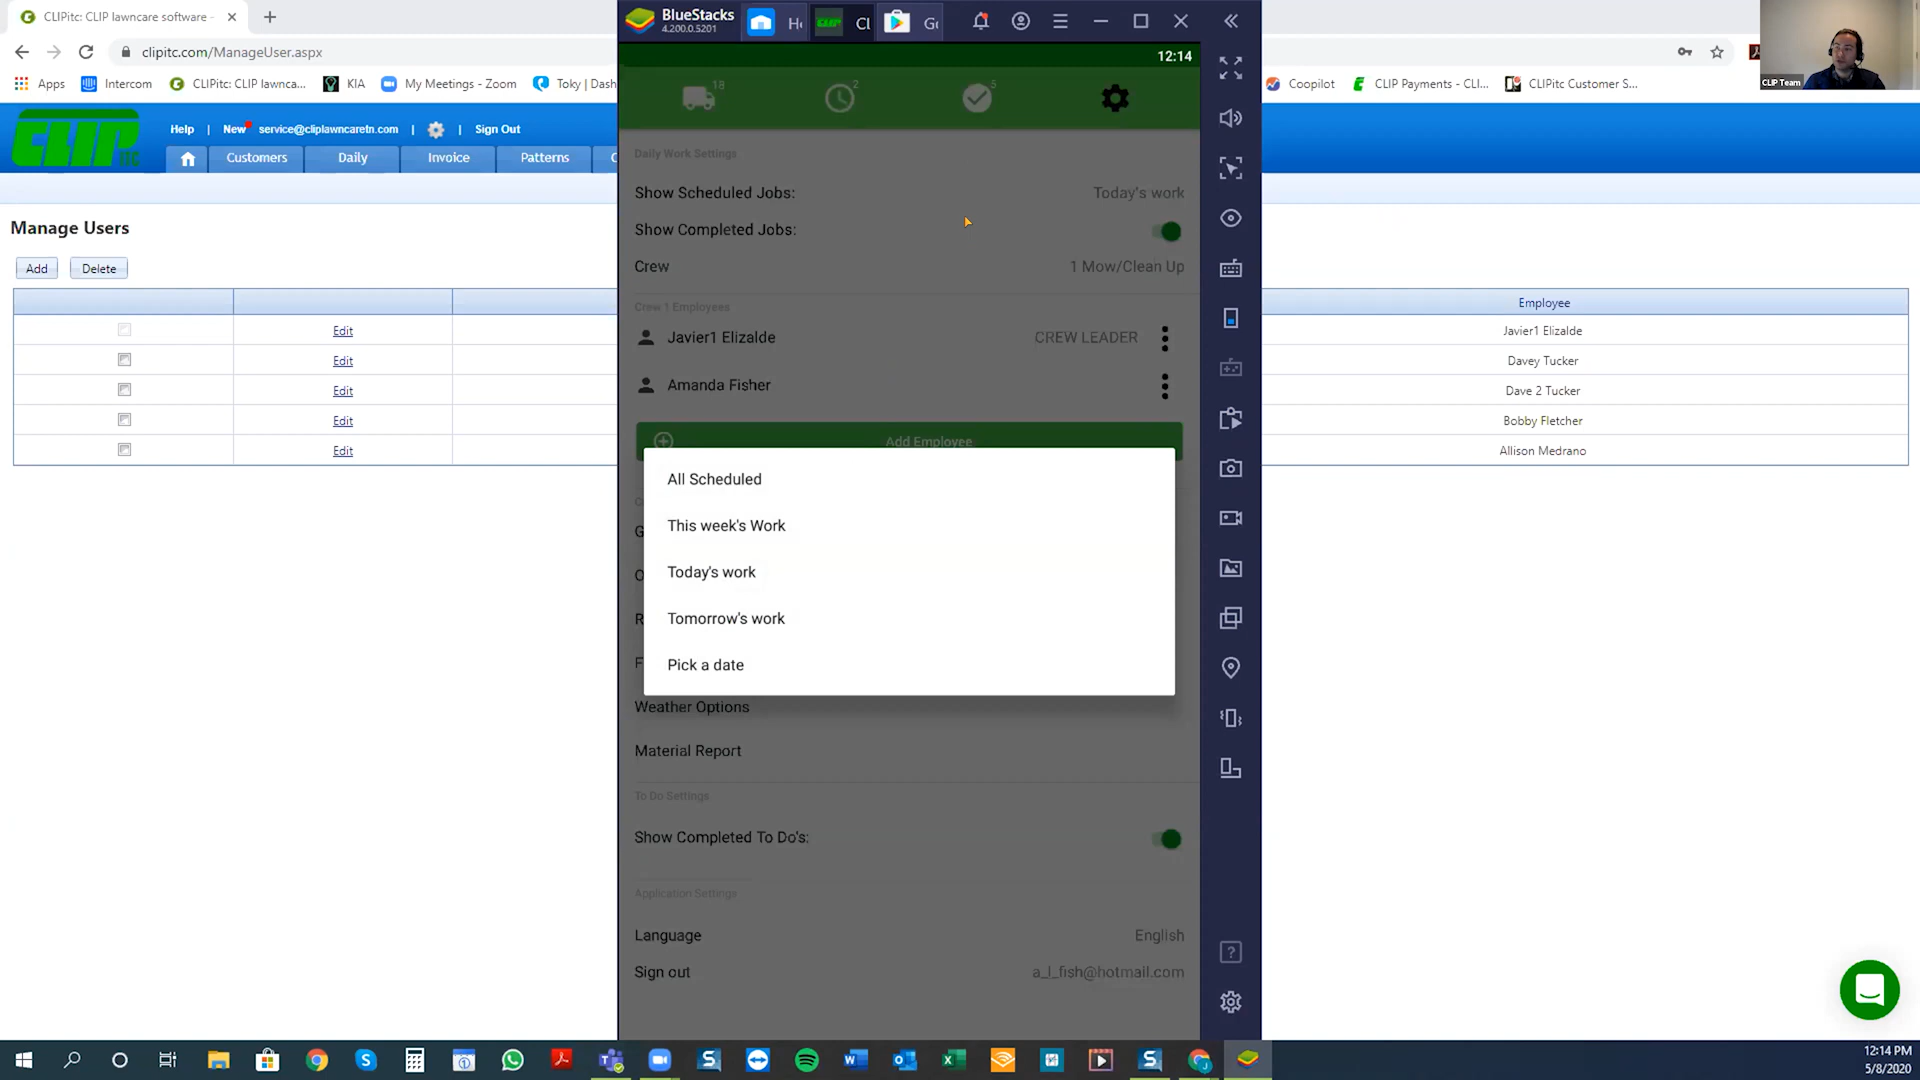 CLIPitc: CLIP lawncare software -
clipitc.com/ManageUser.aspx
Apps
Intercom
CLIPitc: CLIP lawnca...
KIA
My Meetings - Zoom
Toky | Dash
Coopilot
CLIP Payments - CLI...
CLIPitc Customer S...
CLIP Team
CLIP
ITC
Help | New service@cliplawncaretn.com | | Sign Out
Customers
Daily
Invoice
Patterns
Manage Users
Add
Delete
Edit
Edit
Edit
Edit
Edit
Employee
Javier1 Elizalde
Davey Tucker
Dave 2 Tucker
Bobby Fletcher
Allison Medrano
BlueStacks
4.200.0.5201
12:14
18
2
5
Daily Work Settings
Show Scheduled Jobs: Today's work
Show Completed Jobs:
Crew 1 Mow/Clean Up
Crew 1 Employees
Javier1 Elizalde CREW LEADER
Amanda Fisher
Add Employee
All Scheduled
This week's Work
Today's work
Tomorrow's work
Pick a date
Weather Options
Material Report
To Do Settings
Show Completed To Do's:
Application Settings
Language English
Sign out a_l_fish@hotmail.com
12:14 PM
5/8/2020